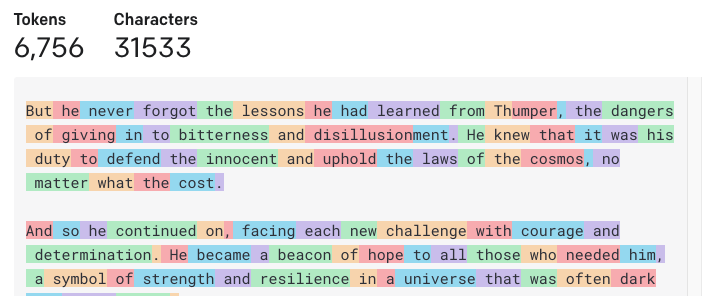 Tokens Characters
6,756 31533
But he never forgot the lessons he had learned from Thumper, the dangers
of giving in to bitterness and disillusionment. He knew that it was his
duty to defend the innocent and uphold the laws of the cosmos, no
matter what the cost.
And so he continued on, facing each new challenge with courage and
determination. He became a beacon of hope to all those who needed him,
a symbol of strength and resilience in a universe that was often dark